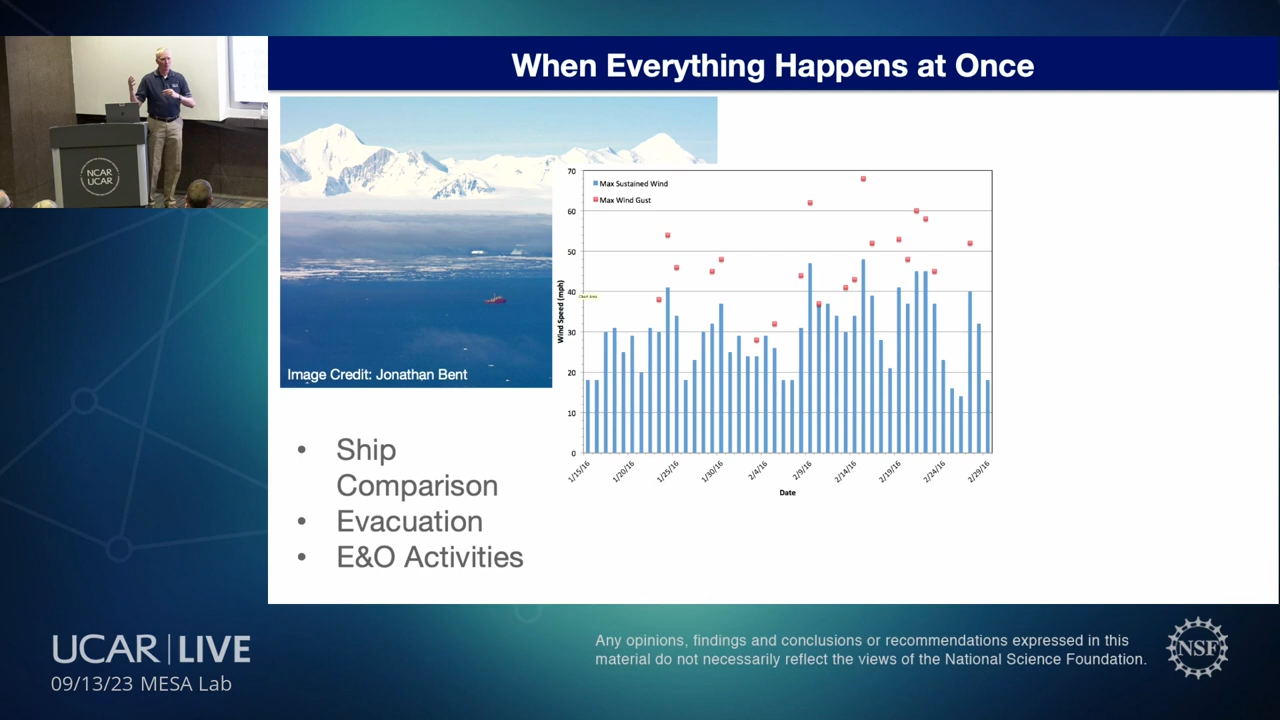 When Everything Happens at Once
NCAR
UCAR
Image Credit: Jonathan Bent
Max Sustained Wind
Max Wind Gust
Wind Speed (mph)
70
60
50
40
30
20
10
0
Chart Area
1/15/16
1/20/16
1/25/16
1/30/16
2/4/16
2/9/16
2/14/16
2/19/16
2/24/16
2/29/16
Date
• Ship
Comparison
• Evacuation
• E&O Activities
UCAR | LIVE
09/13/23 MESA Lab
Any opinions, findings and conclusions or recommendations expressed in this
material do not necessarily reflect the views of the National Science Foundation.
NSF